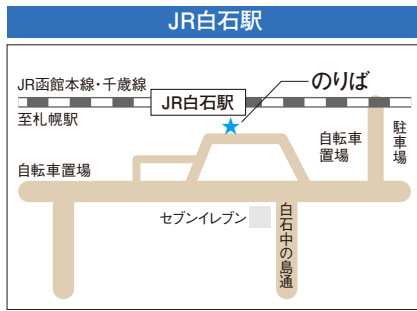 JR白石駅
のりば
JR函館本線・千歳線
JR白石駅
至札幌駅
自転車
置場
駐車場
自転車置場
セブンイレブン
白石中の島通